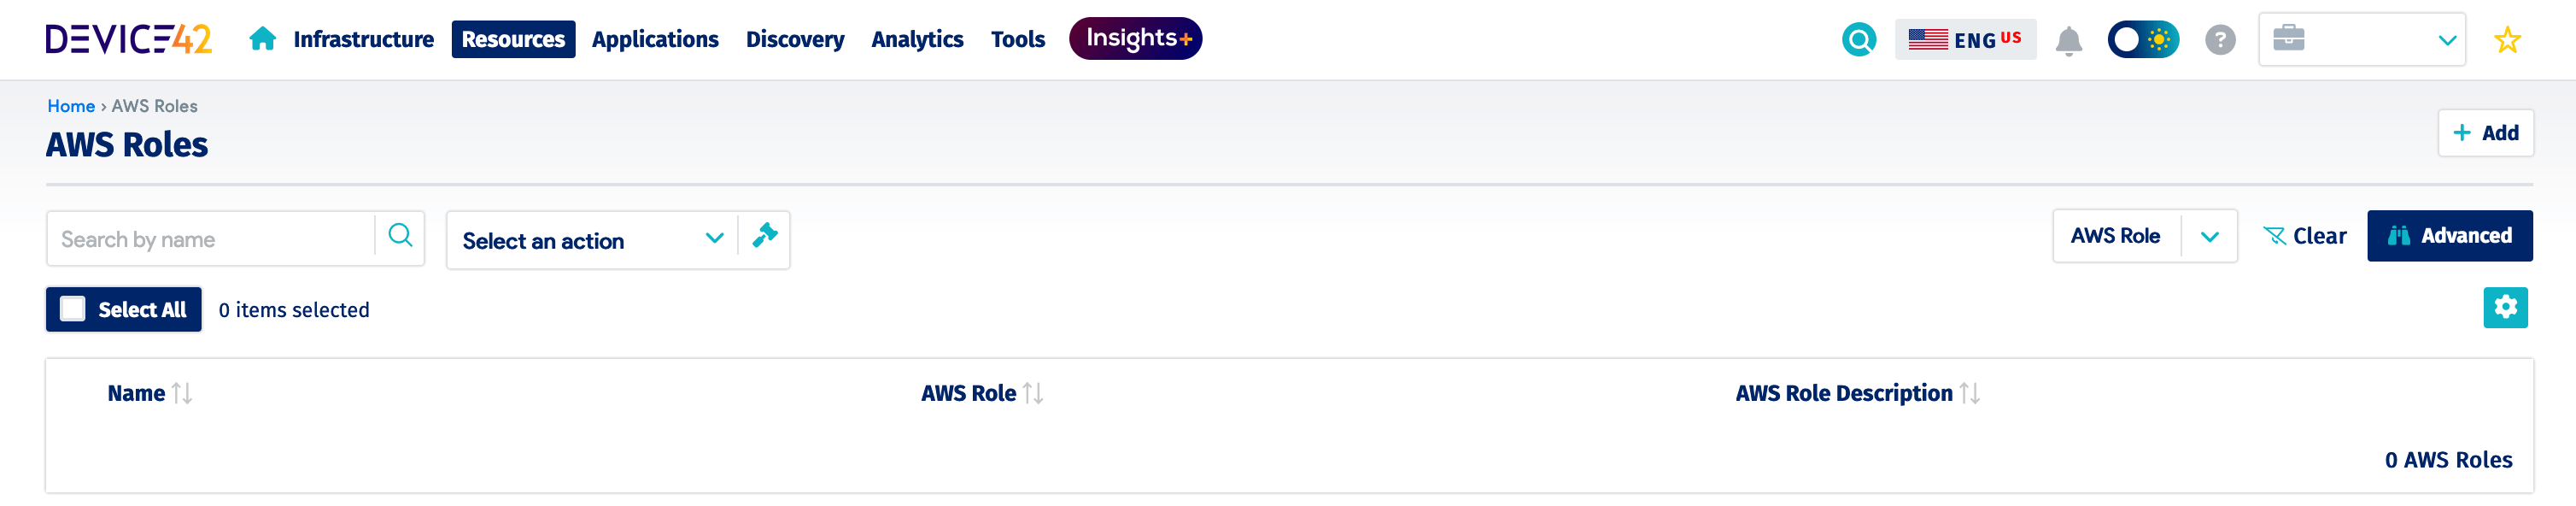 DEVICE42 Infrastructure Resources Applications Discovery Analytics Tools Insights+ ENG US ?
Home › AWS Roles
AWS Roles
+ Add
Search by name Select an action AWS Role Clear Advanced
Select All 0 items selected
Name AWS Role AWS Role Description
0 AWS Roles